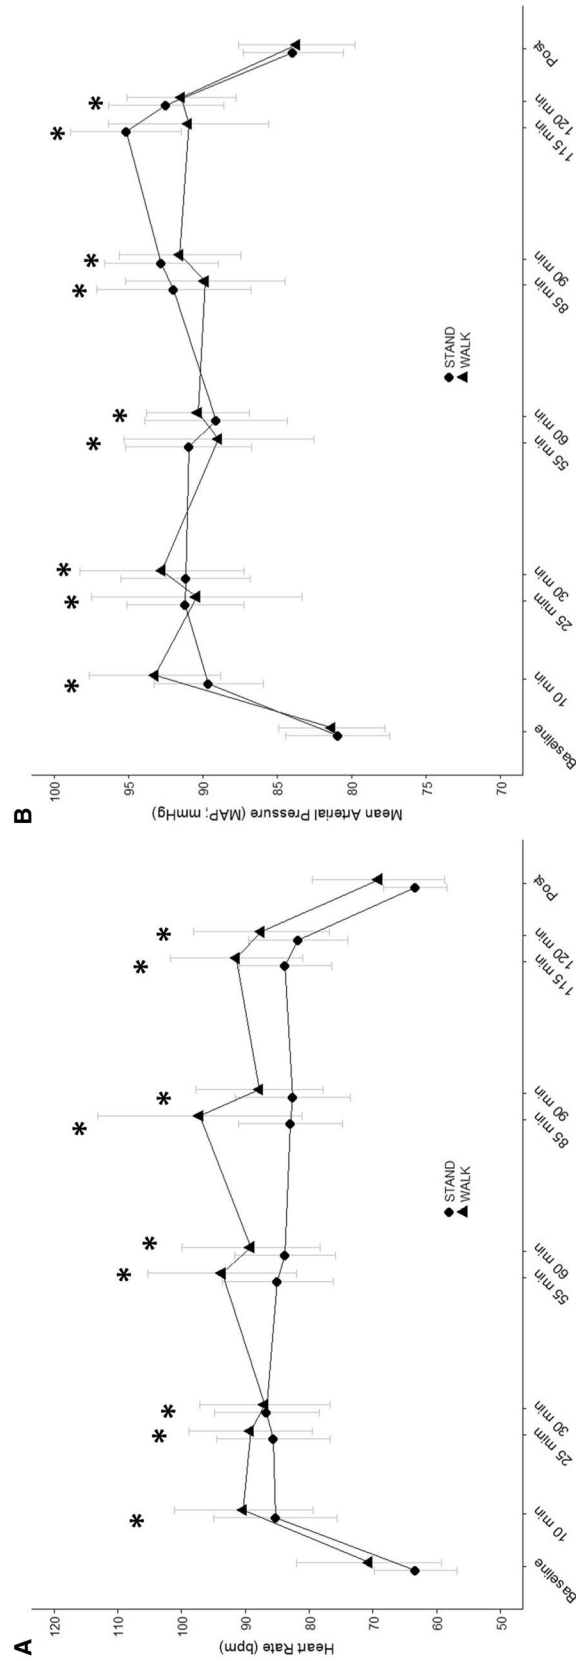 A
Heart Rate (bpm)
120
110
100
90
80
70
60
50
* * * * * * * * *
STAND
WALK
Baseline
10 min
25 min
30 min
55 min
60 min
85 min
90 min
115 min
120 min
Post
B
Mean Arterial Pressure (MAP; mmHg)
100
95
90
85
80
75
70
* * * * * * * * *
STAND
WALK
Baseline
10 min
25 min
30 min
55 min
60 min
85 min
90 min
115 min
120 min
Post